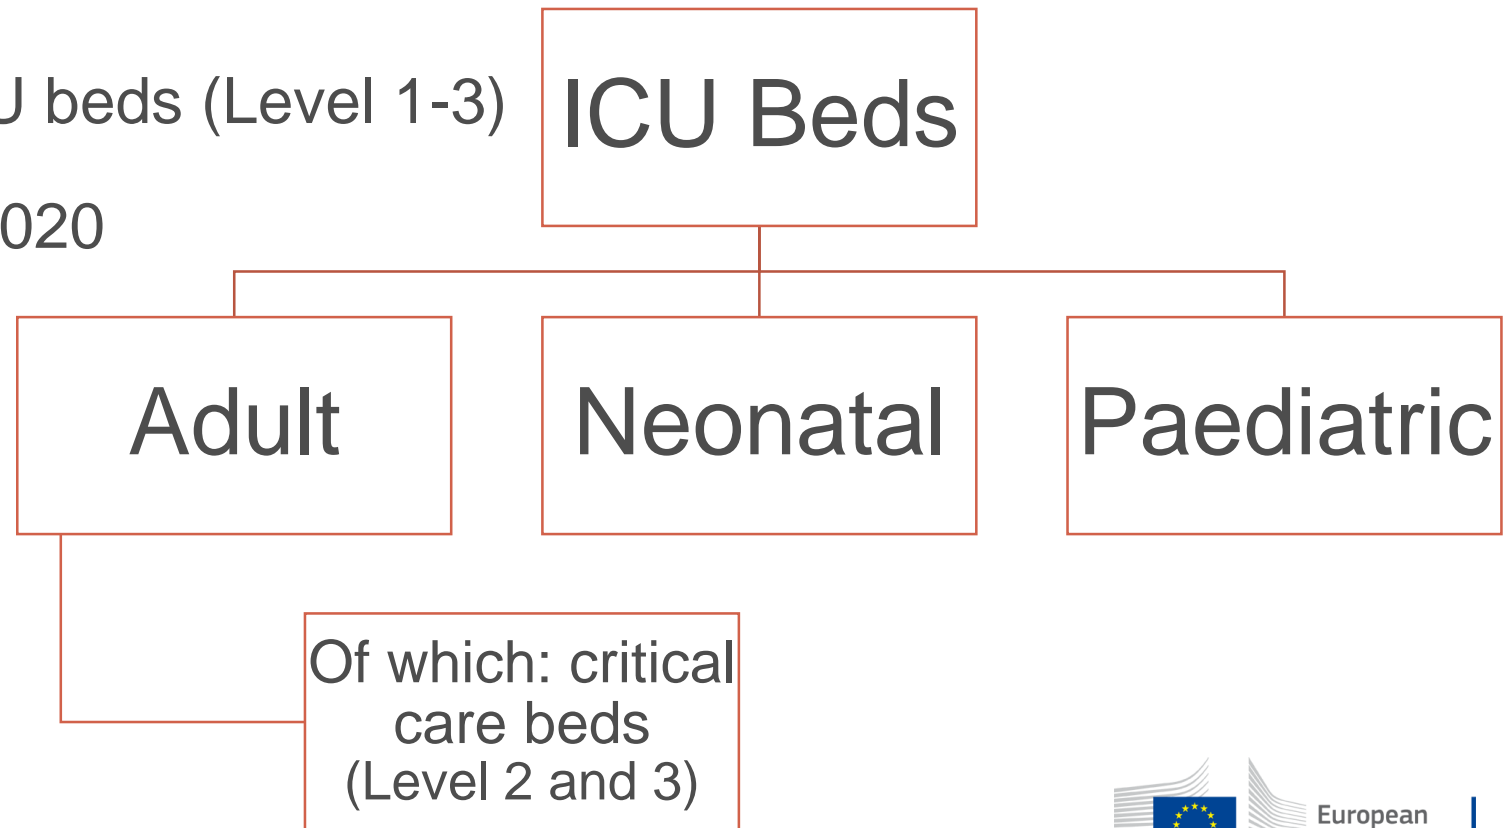 U beds (Level 1-3)
ICU Beds
020
Adult
Neonatal
Paediatric
Of which: critical
care beds
(Level 2 and 3)
European